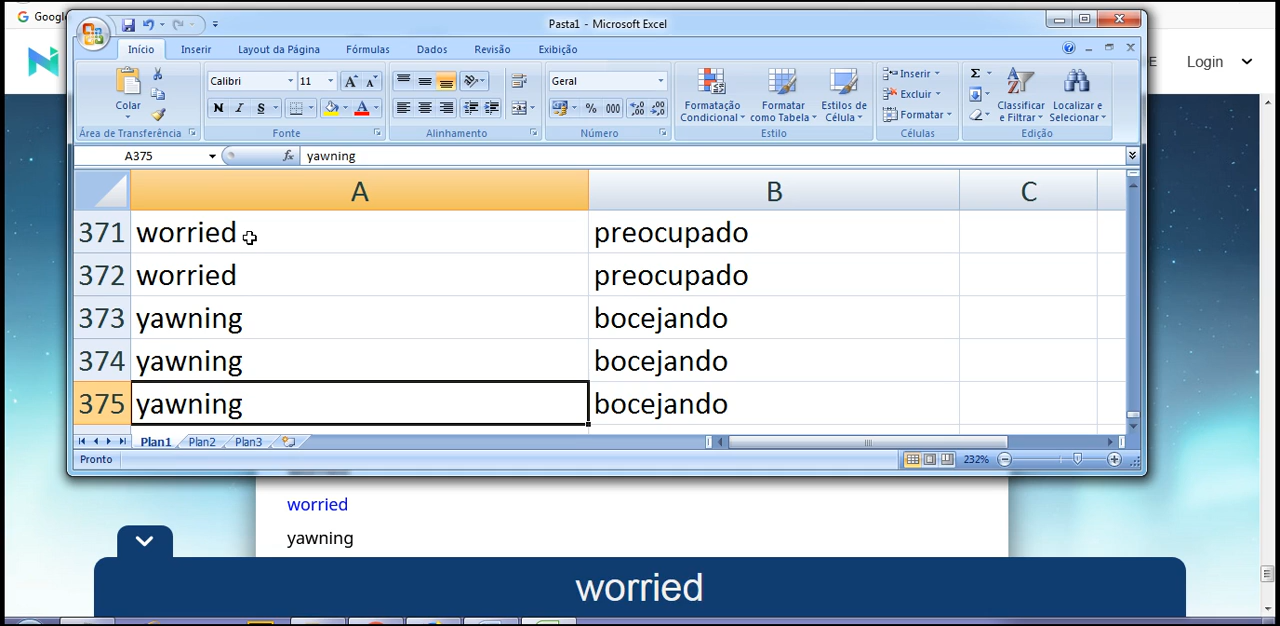 Google
Pasta1 - Microsoft Excel
Início Inserir Layout da Página Fórmulas Dados Revisão Exibição
Login
Calibri 11 Geral
Colar
N I S
% 000
Formatação Condicional
Formatar como Tabela
Estilos de Célula
Inserir
Excluir
Formatar
Classificar e Filtrar
Localizar e Selecionar
Área de Transferência Fonte Alinhamento Número Estilo Células Edição
A375 fx yawning
A B C
371 worried preocupado
372 worried preocupado
373 yawning bocejando
374 yawning bocejando
375 yawning bocejando
Plan1 Plan2 Plan3
Pronto 232%
worried
yawning
worried